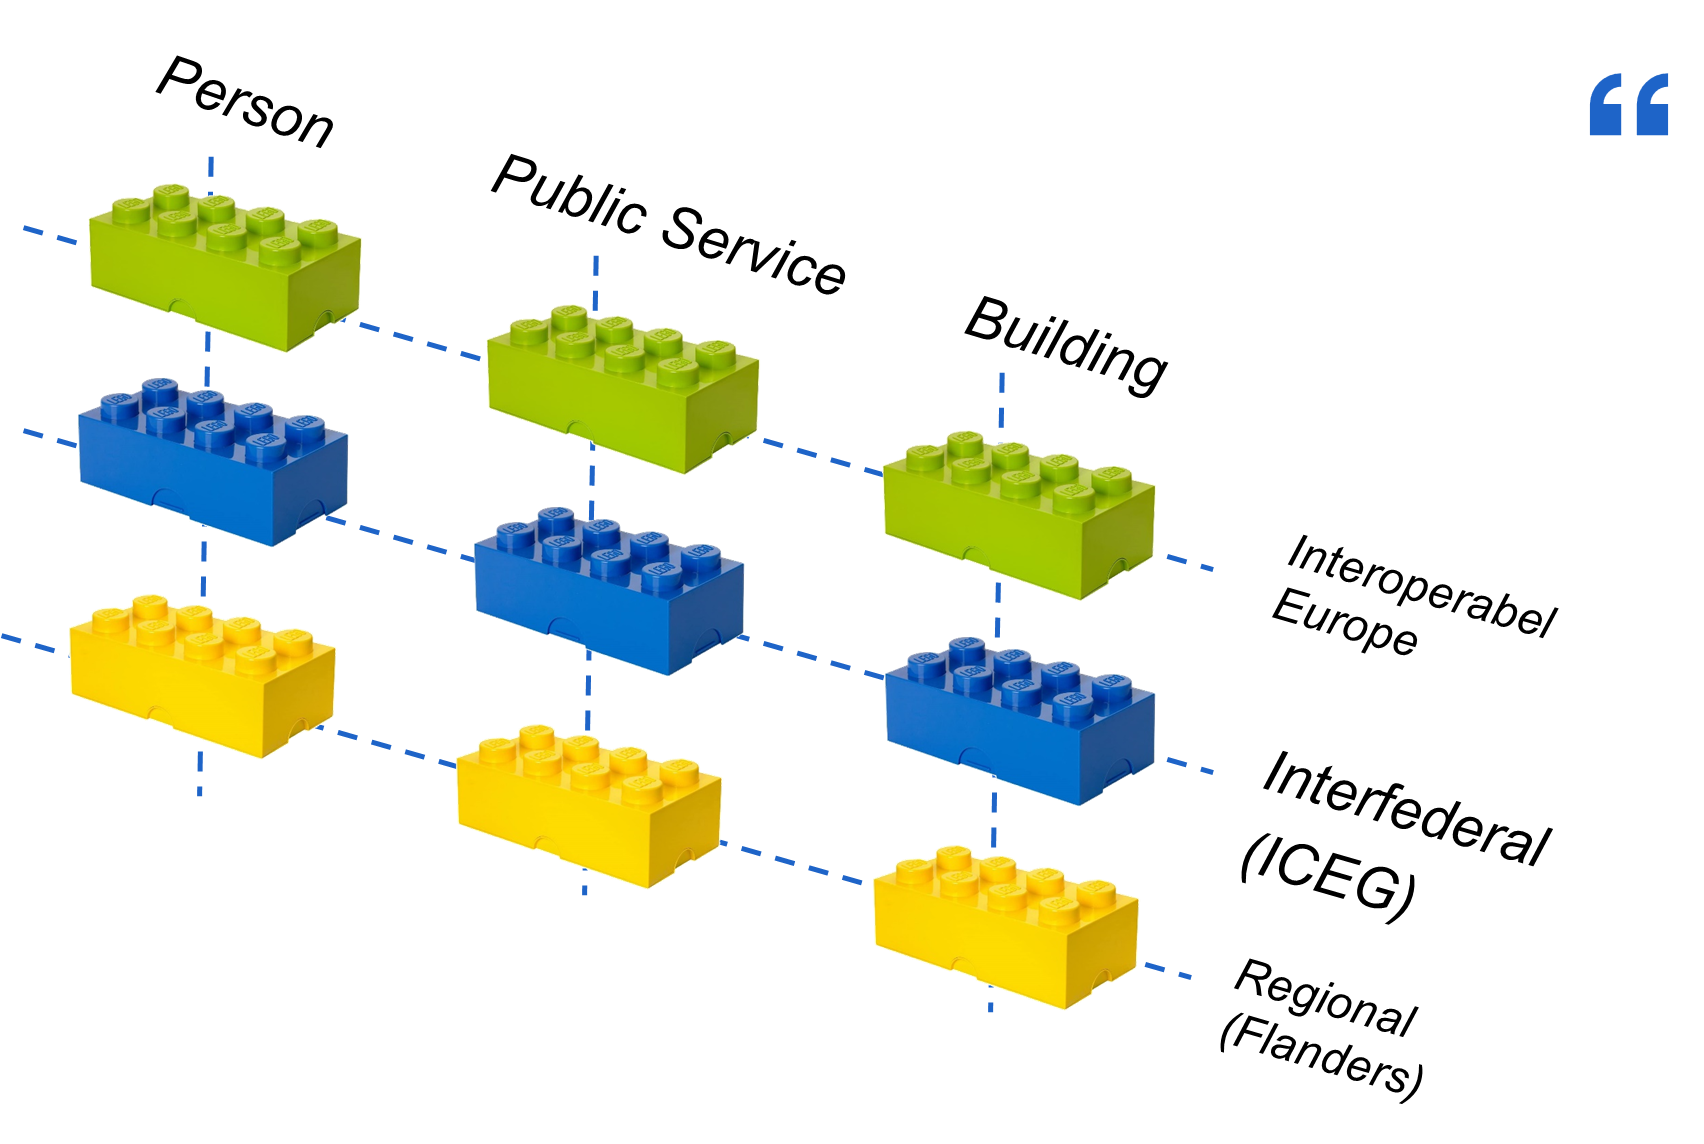 Person
Public Service
Building
Interoperabel
Europe
Interfederal
(ICEG)
Regional
(Flanders)
“